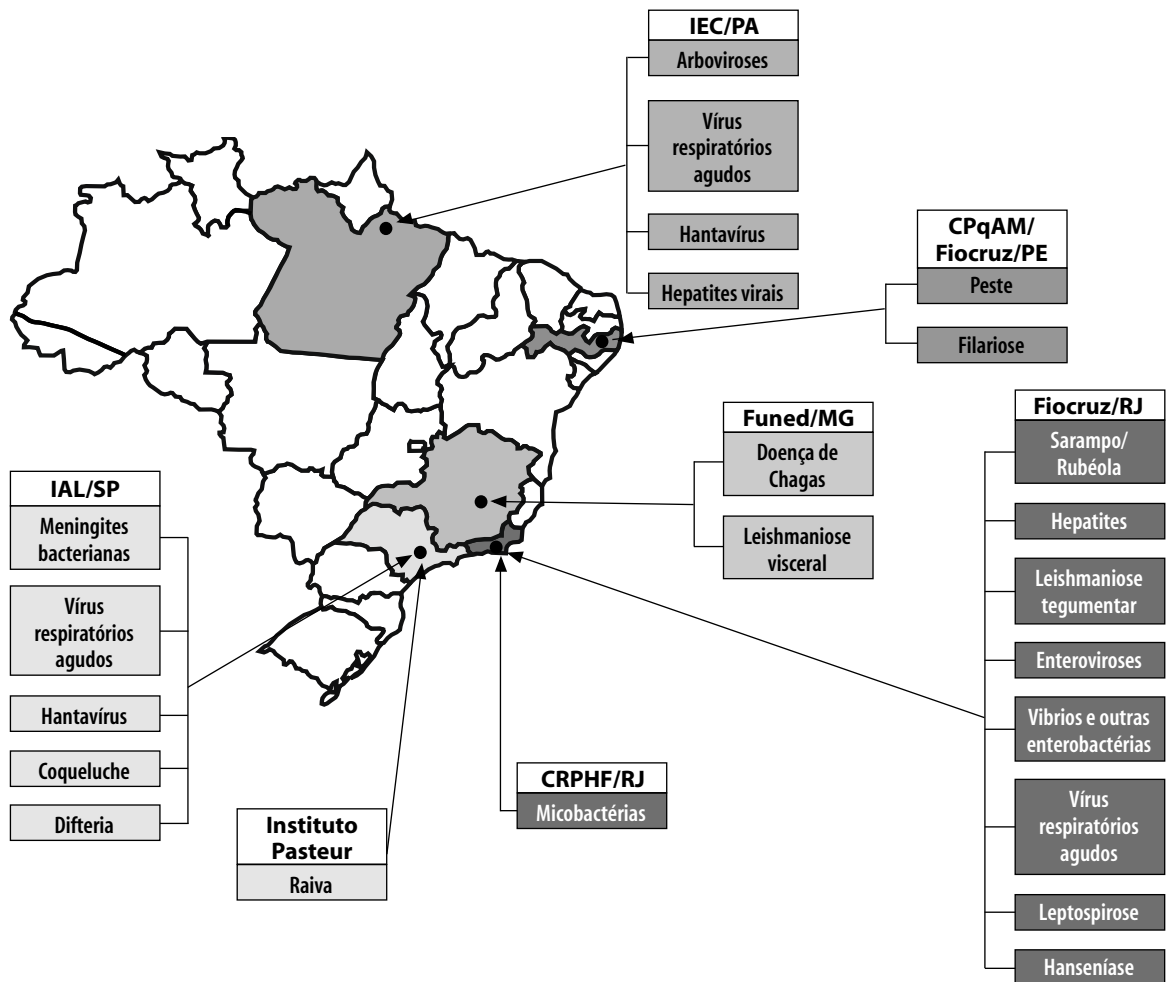 IEC/PA
Arboviroses
Vírus
respiratórios
agudos
Hantavírus
Hepatites virais
CPqAM/
Fiocruz/PE
Peste
Filariose
Funed/MG
Doença de
Chagas
Leishmaniose
visceral
Fiocruz/RJ
Sarampo/
Rubéola
Hepatites
Leishmaniose
tegumentar
Enteroviroses
Vibrios e outras
enterobactérias
Vírus
respiratórios
agudos
Leptospirose
Hanseníase
IAL/SP
Meningites
bacterianas
Vírus
respiratórios
agudos
Hantavírus
Coqueluche
Difteria
Instituto
Pasteur
Raiva
CRPHF/RJ
Micobactérias